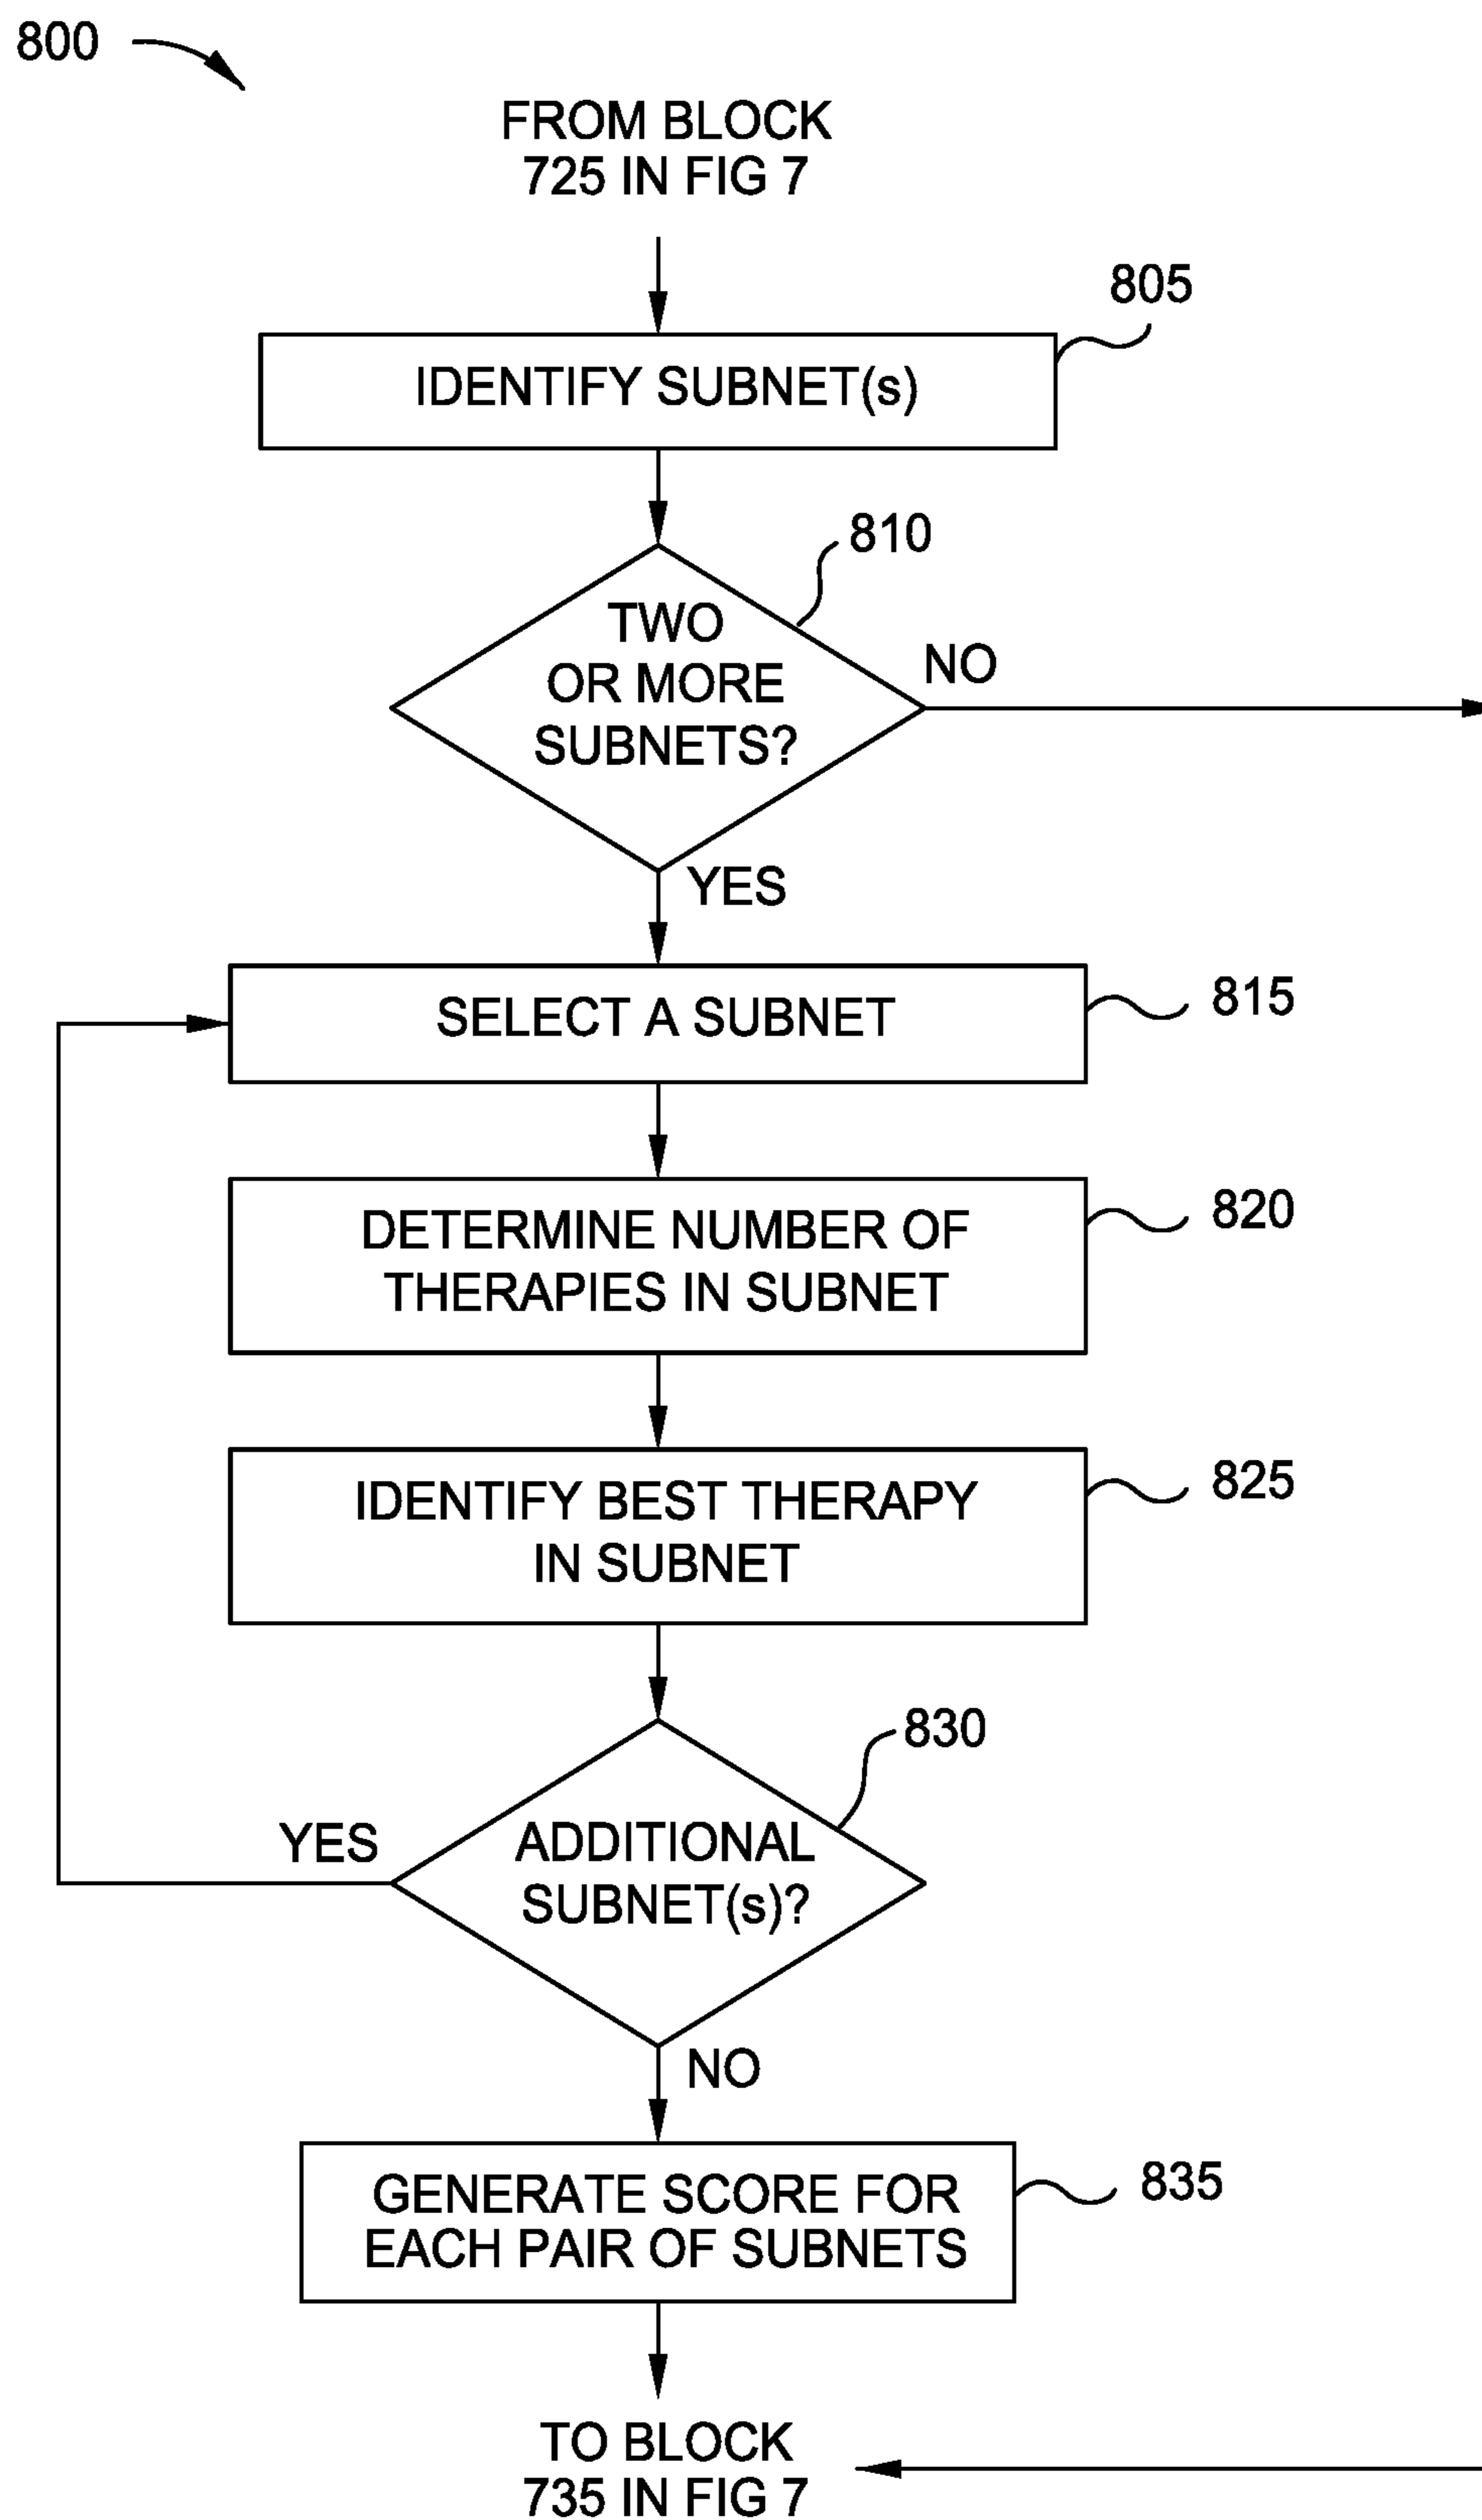 800
FROM BLOCK
725 IN FIG 7
805
IDENTIFY SUBNET(s)
810
TWO
OR MORE
SUBNETS?
NO
YES
SELECT A SUBNET
815
DETERMINE NUMBER OF
THERAPIES IN SUBNET
820
IDENTIFY BEST THERAPY
IN SUBNET
825
830
YES
ADDITIONAL
SUBNET(s)?
NO
GENERATE SCORE FOR
EACH PAIR OF SUBNETS
835
TO BLOCK
735 IN FIG 7